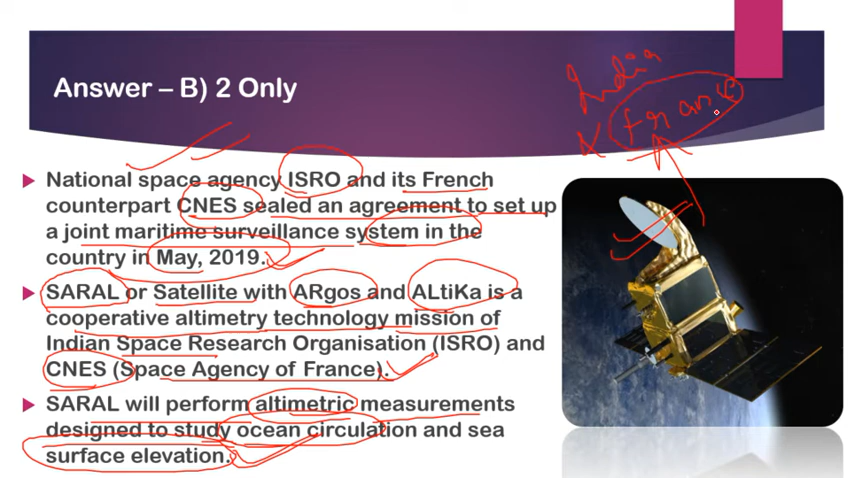 Answer – B) 2 Only
India
& france
National space agency ISRO and its French
counterpart CNES sealed an agreement to set up
a joint maritime surveillance system in the
country in May, 2019.
SARAL or Satellite with ARgos and ALtiKa is a
cooperative altimetry technology mission of
Indian Space Research Organisation (ISRO) and
CNES (Space Agency of France).
SARAL will perform altimetric measurements
designed to study ocean circulation and sea
surface elevation.